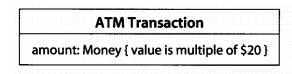 ATM Transaction
amount: Money { value is multiple of $20 }